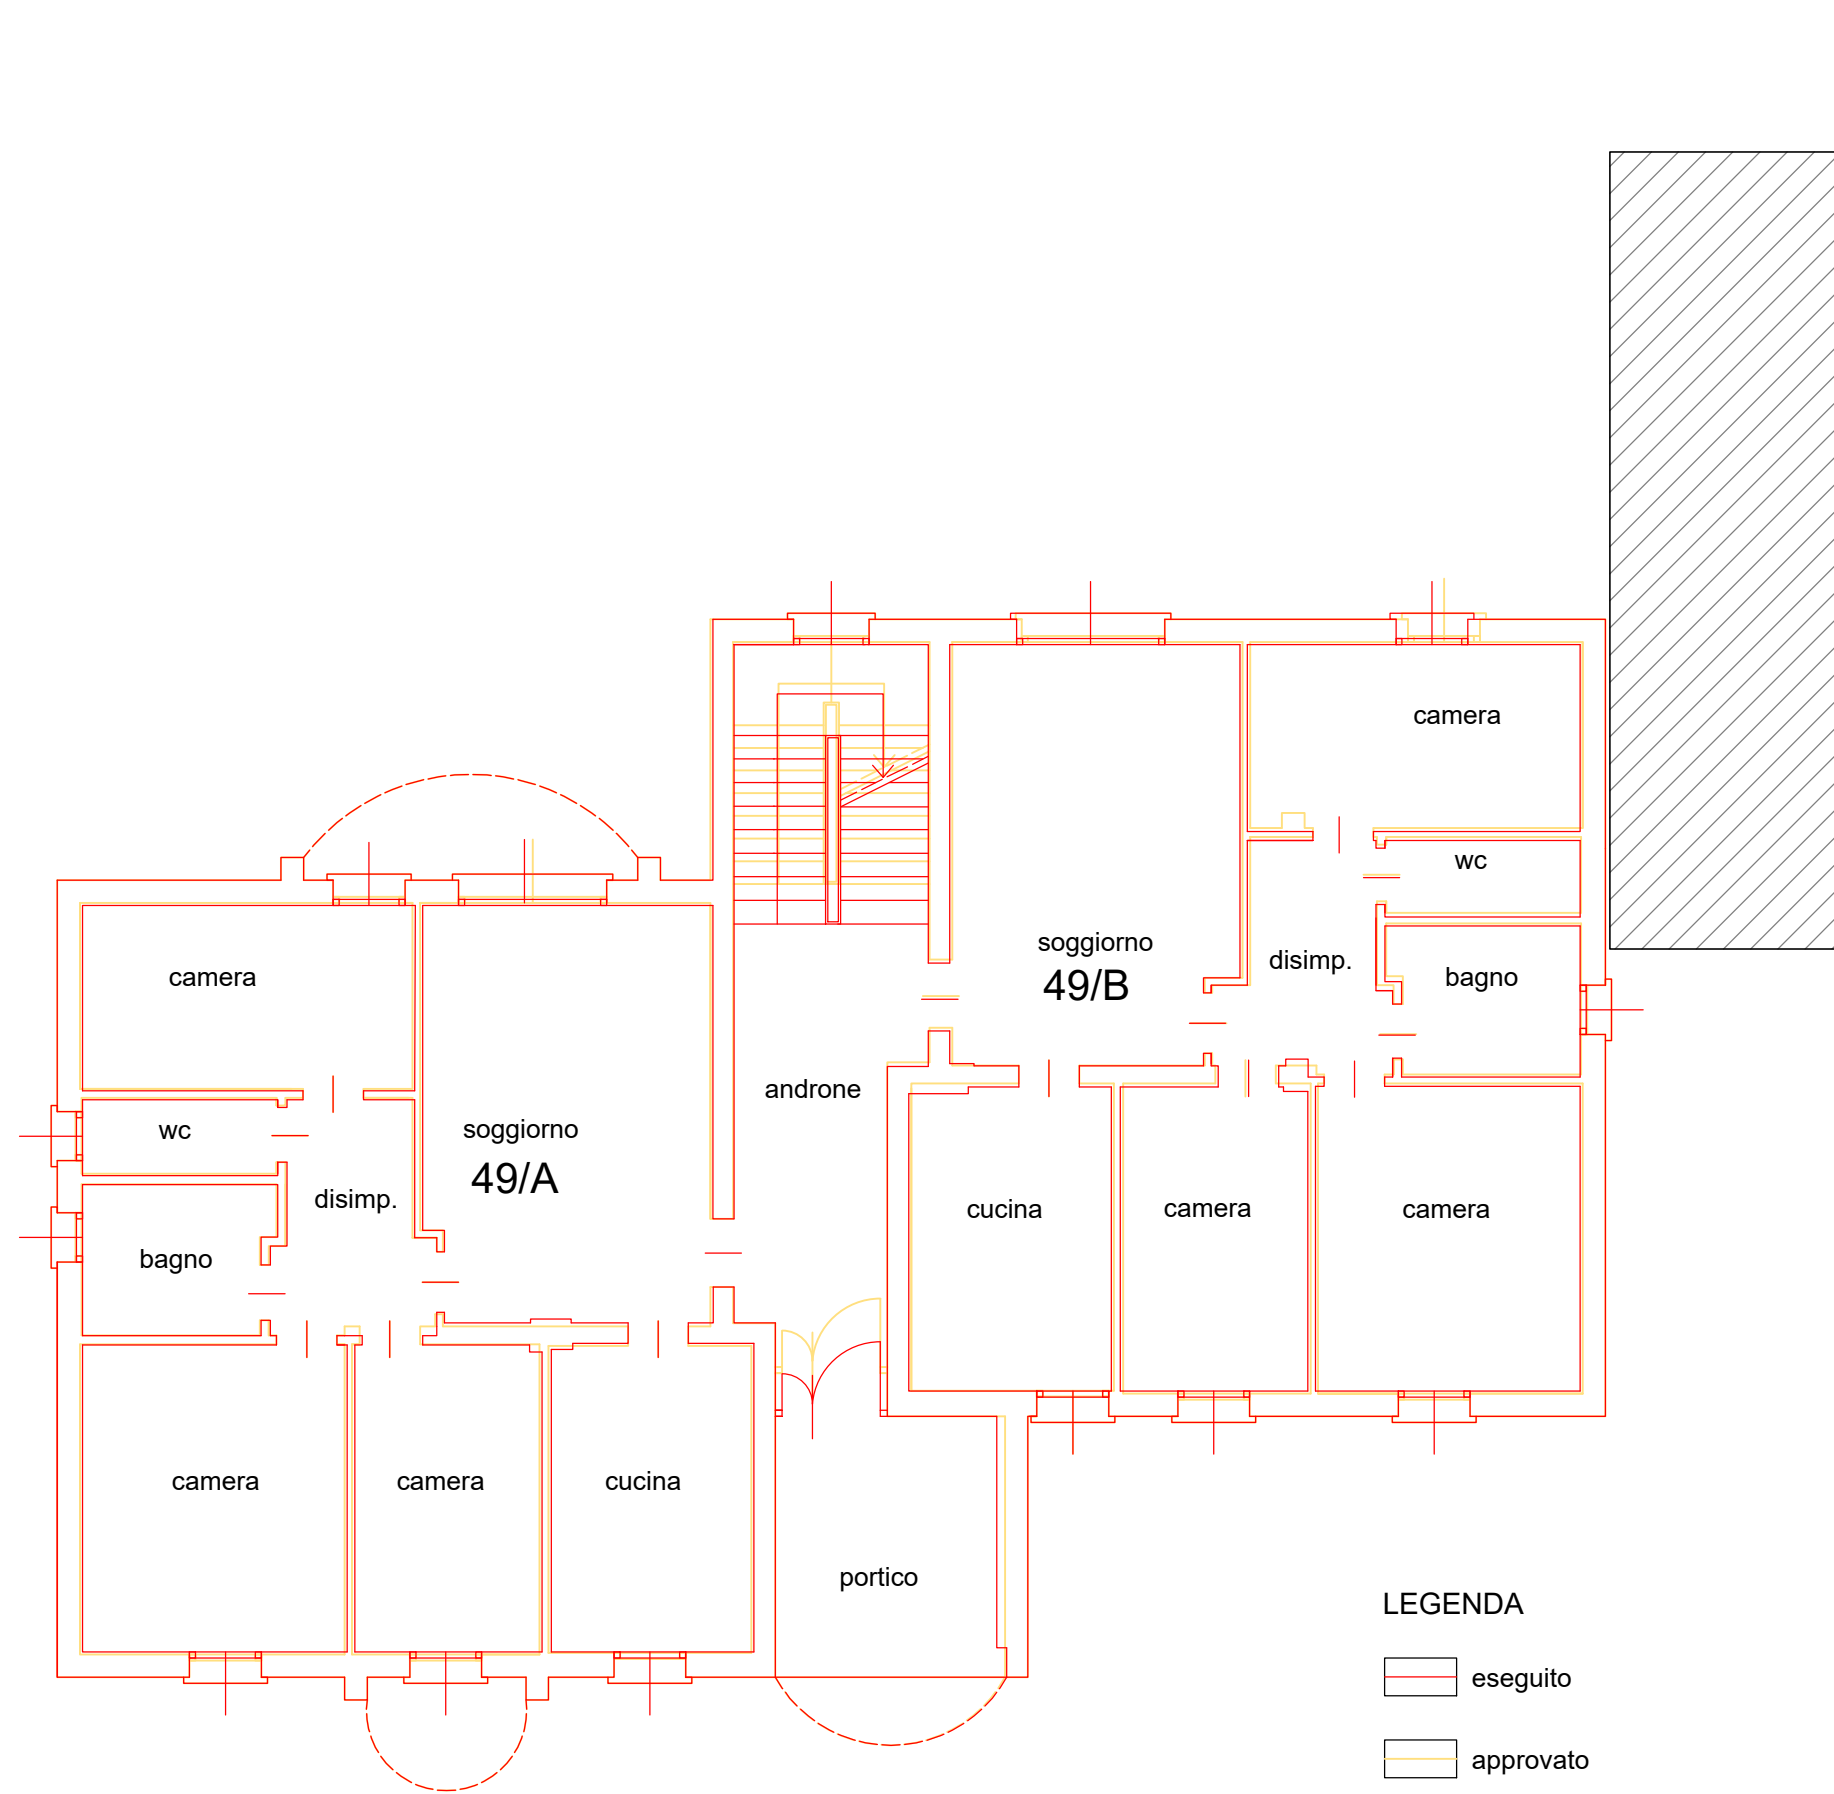 camera
wc
soggiorno
49/B
disimp.
bagno
camera
androne
wc
soggiorno
49/A
disimp.
bagno
cucina
camera
camera
camera
camera
cucina
portico
LEGENDA
eseguito
approvato